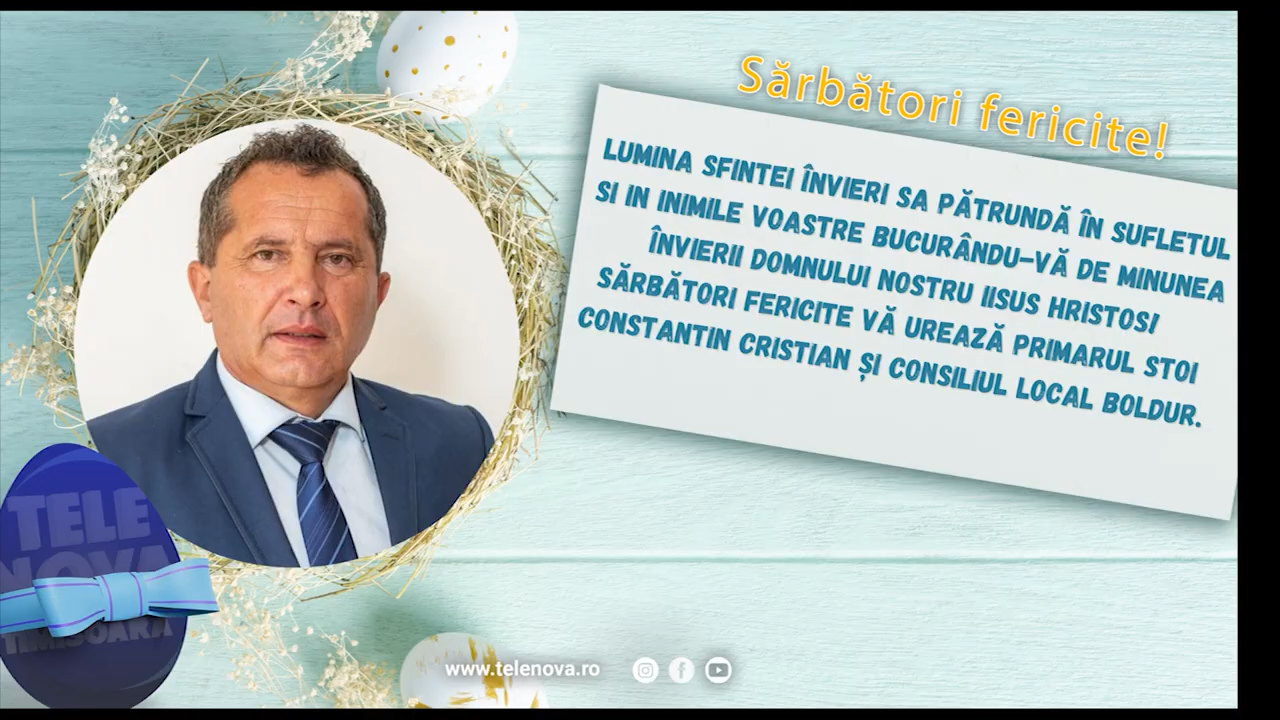 Sărbători fericite!
LUMINA SFINTEI ÎNVIERI SA PĂTRUNDĂ ÎN SUFLETUL
SI IN INIMILE VOASTRE BUCURÂNDU-VĂ DE MINUNEA
ÎNVIERII DOMNULUI NOSTRU IISUS HRISTOS!
SĂRBĂTORI FERICITE VĂ UREAZĂ PRIMARUL STOI
CONSTANTIN CRISTIAN ȘI CONSILIUL LOCAL BOLDUR.
TELE
NOVA
TIMISOARA
www.telenova.ro